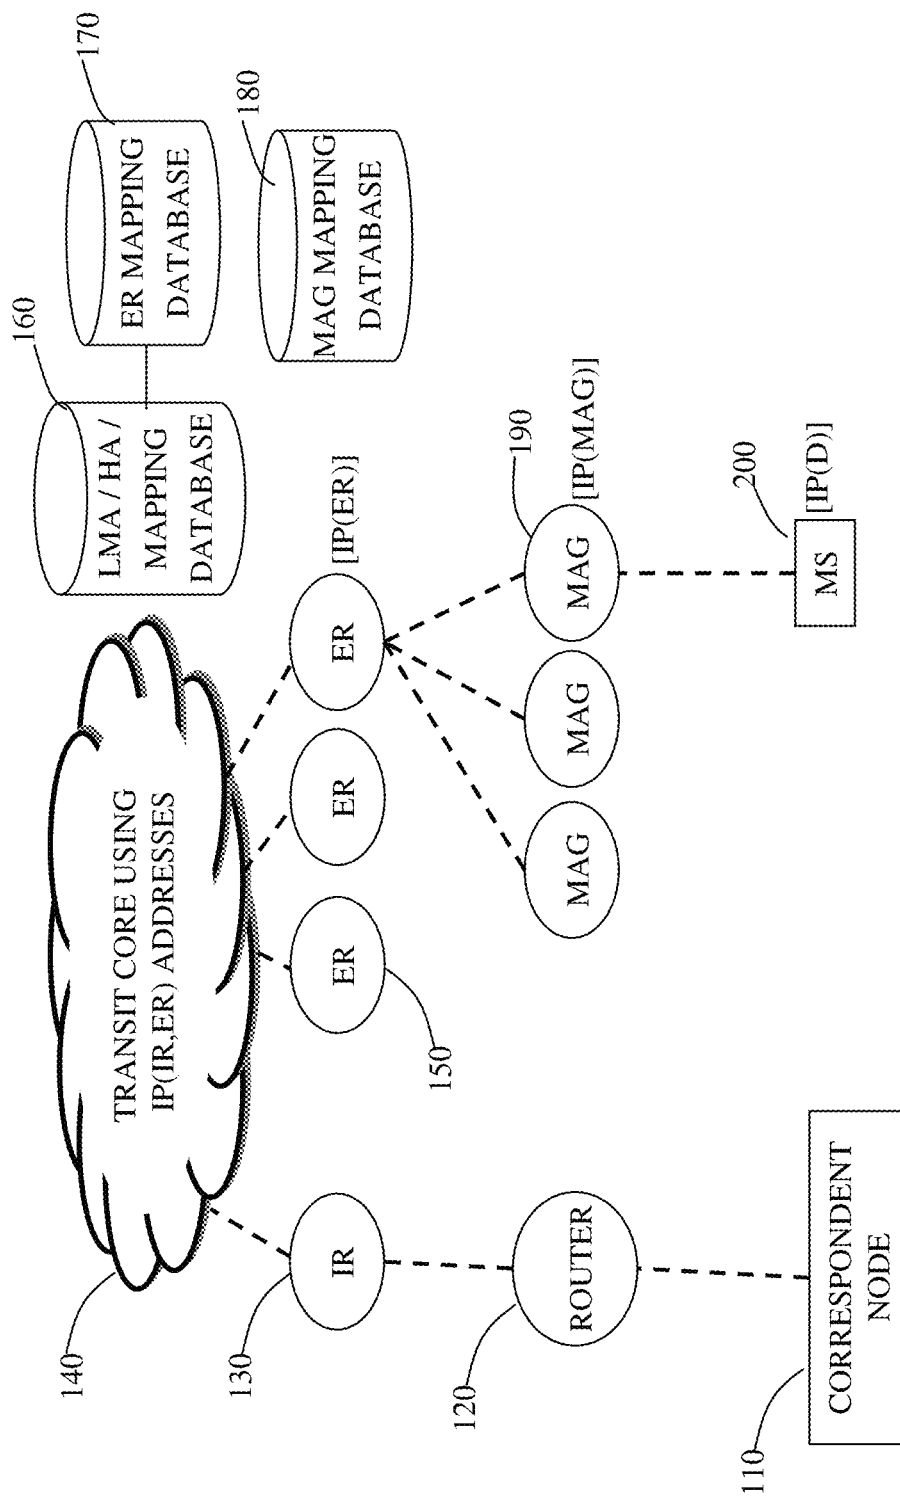 140
TRANSIT CORE USING
IP(IR,ER) ADDRESSES
160
LMA / HA /
MAPPING
DATABASE
170
ER MAPPING
DATABASE
180
MAG MAPPING
DATABASE
130
IR
150
ER
ER
ER
[IP(ER)]
120
ROUTER
MAG
MAG
MAG
190
[IP(MAG)]
110
CORRESPONDENT
NODE
200
MS
[IP(D)]